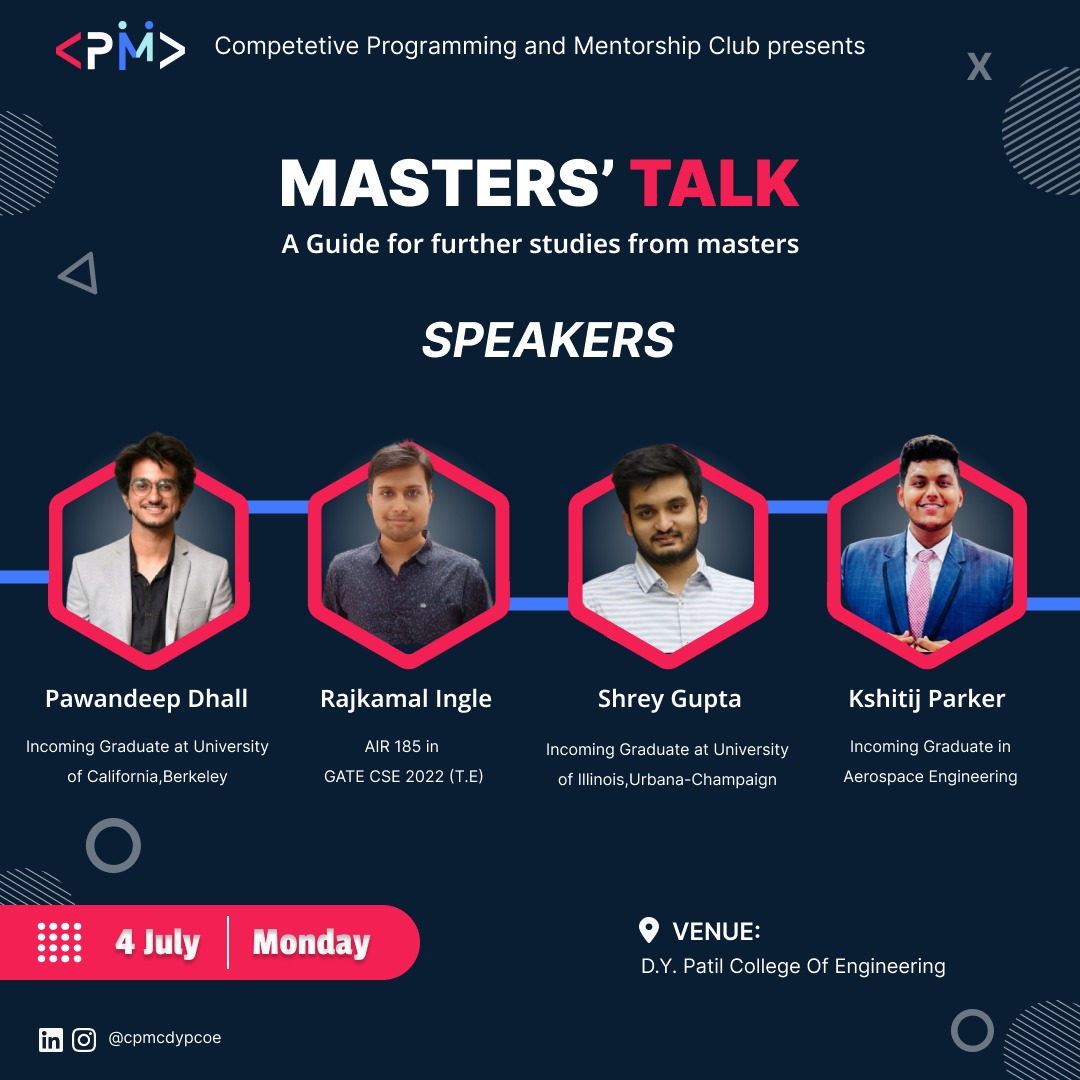 <PM> Competetive Programming and Mentorship Club presents
X
MASTERS’ TALK
A Guide for further studies from masters
SPEAKERS
Pawandeep Dhall
Incoming Graduate at University
of California,Berkeley
Rajkamal Ingle
AIR 185 in
GATE CSE 2022 (T.E)
Shrey Gupta
Incoming Graduate at University
of Illinois,Urbana-Champaign
Kshitij Parker
Incoming Graduate in
Aerospace Engineering
4 July Monday
VENUE:
D.Y. Patil College Of Engineering
in @cpmcdypcoe